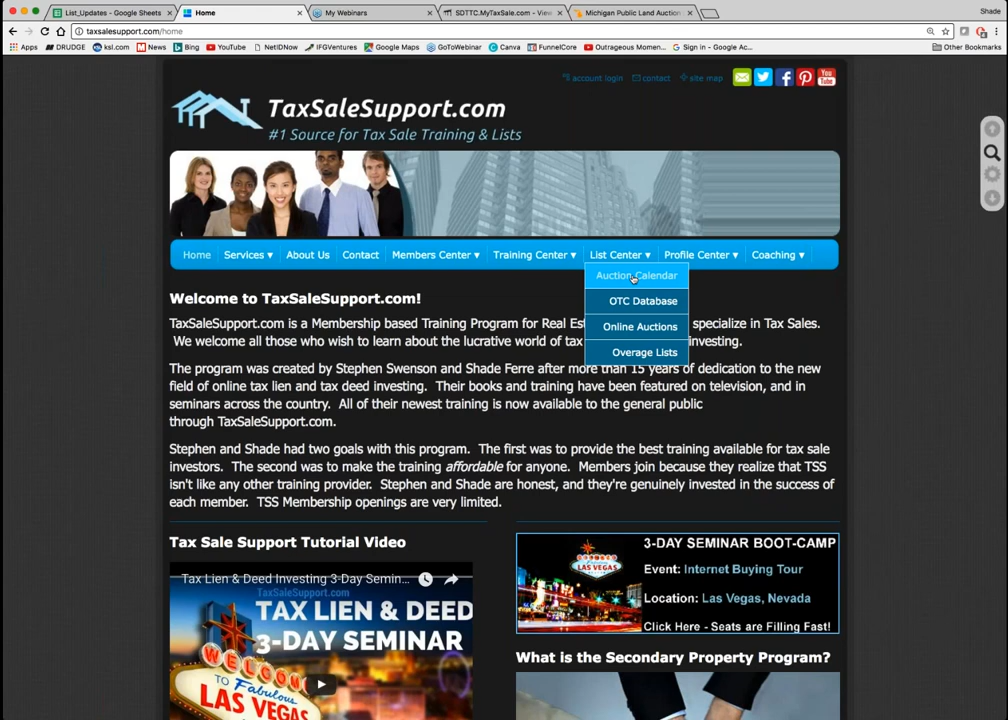 List_Updates - Google Sheets
Home
My Webinars
SDTTC.MyTaxSale.com - View
Michigan Public Land Auction
Shade
taxsalesupport.com/home
Apps
DRUDGE
ksl.com
News
Bing
YouTube
NetIDNow
IFGVentures
Google Maps
GoToWebinar
Canva
FunnelCore
Outrageous Momen...
Sign in - Google Ac...
Other Bookmarks
account login
contact
site map
You
Tube
TaxSaleSupport.com
#1 Source for Tax Sale Training & Lists
Home
Services ▾
About Us
Contact
Members Center ▾
Training Center ▾
List Center ▾
Profile Center ▾
Coaching ▾
Auction Calendar
OTC Database
Online Auctions
Overage Lists
Welcome to TaxSaleSupport.com!
TaxSaleSupport.com is a Membership based Training Program for Real Est specialize in Tax Sales.
We welcome all those who wish to learn about the lucrative world of tax investing.
The program was created by Stephen Swenson and Shade Ferre after more than 15 years of dedication to the new
field of online tax lien and tax deed investing. Their books and training have been featured on television, and in
seminars across the country. All of their newest training is now available to the general public
through TaxSaleSupport.com.
Stephen and Shade had two goals with this program. The first was to provide the best training available for tax sale
investors. The second was to make the training affordable for anyone. Members join because they realize that TSS
isn't like any other training provider. Stephen and Shade are honest, and they're genuinely invested in the success of
each member. TSS Membership openings are very limited.
Tax Sale Support Tutorial Video
Tax Lien & Deed Investing 3-Day Semin...
TaxSaleSupport.com
TAX LIEN & DEED
3-DAY SEMINAR
WELCOME
TO Fabulous
LAS VEGAS
3-DAY SEMINAR BOOT-CAMP
Event: Internet Buying Tour
Location: Las Vegas, Nevada
Click Here - Seats are Filling Fast!
LAS VEGAS
What is the Secondary Property Program?